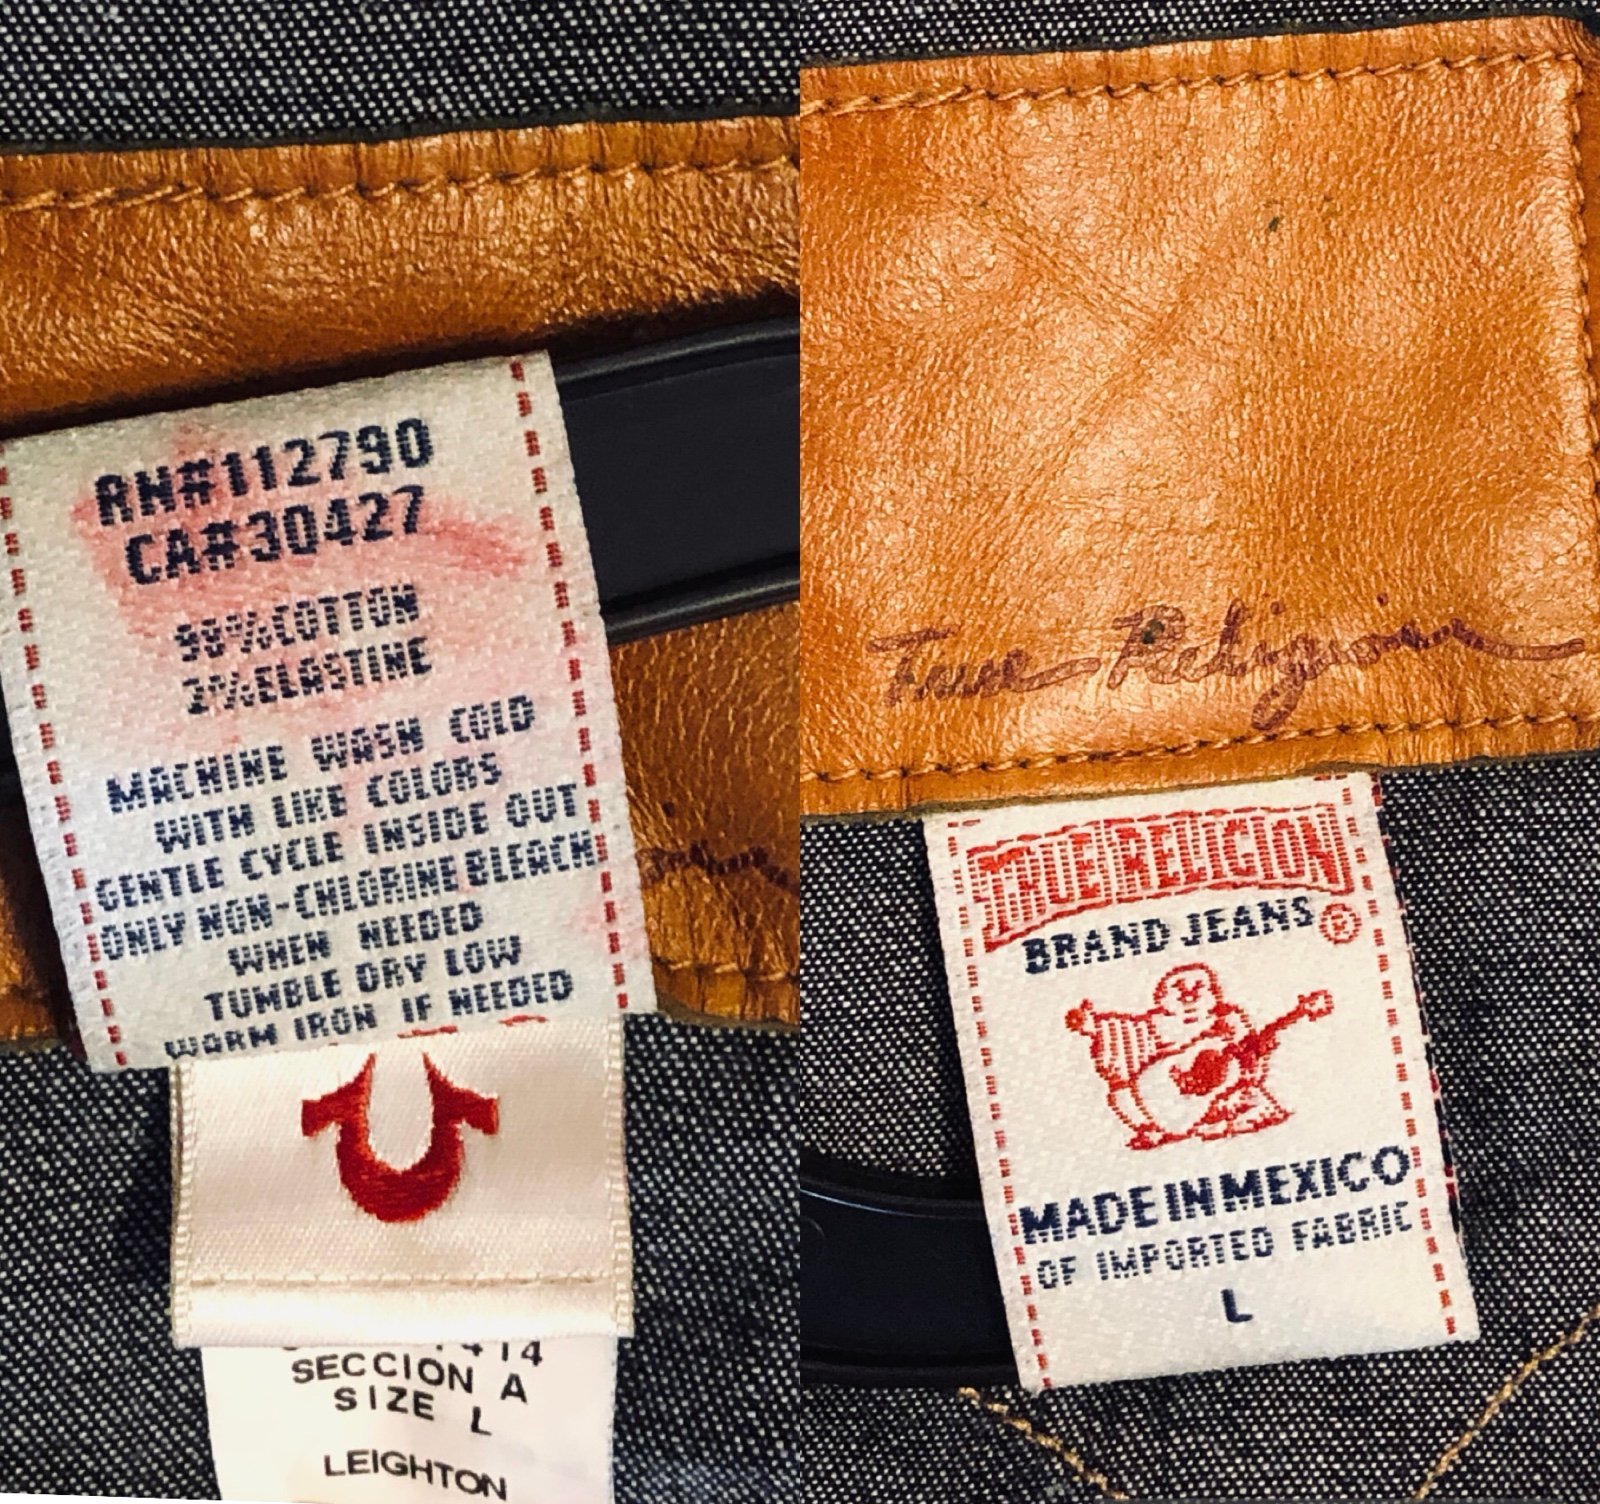 RN#112790
CA#30427
98%COTTON
2%ELASTINE
MACHINE WASH COLD
WITH LIKE COLORS
GENTLE CYCLE INSIDE OUT
ONLY NON-CHLORINE BLEACH
WHEN NEEDED
TUMBLE DRY LOW
WARM IRON IF NEEDED
SECCION A
SIZE L
LEIGHTON
True Religion
TRUE RELIGION
BRAND JEANS®
MADE IN MEXICO
OF IMPORTED FABRIC
L